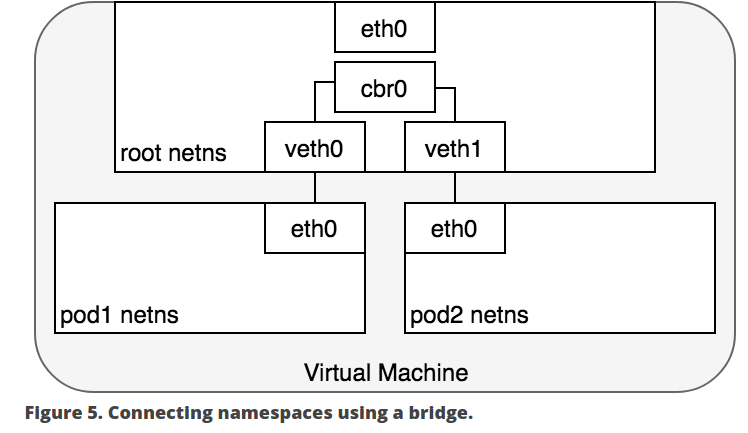 eth0
cbr0
veth0
veth1
root netns
eth0
eth0
pod1 netns
pod2 netns
Virtual Machine
Figure 5. Connecting namespaces using a bridge.